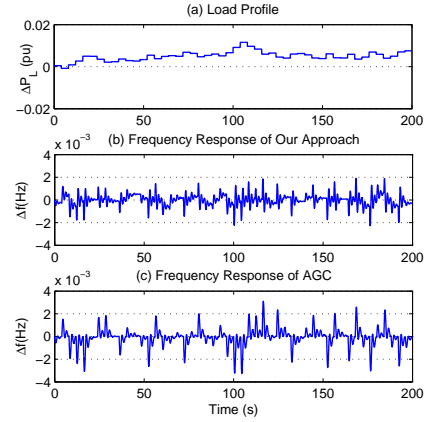 (a) Load Profile
ΔP_L (pu)
0.02
0
−0.02
0 50 100 150 200
(b) Frequency Response of Our Approach
x 10⁻³
Δf(Hz)
4
2
0
−2
−4
0 50 100 150 200
(c) Frequency Response of AGC
x 10⁻³
Δf(Hz)
4
2
0
−2
−4
0 50 100 150 200
Time (s)